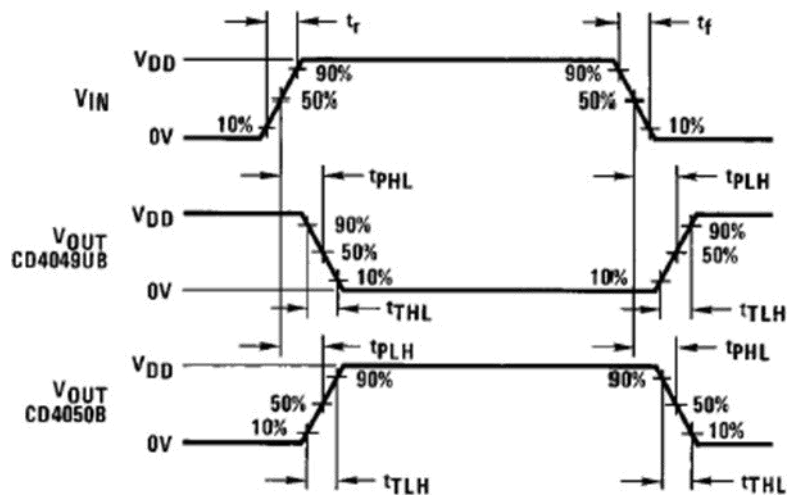 tr tf
VDD 90% 90%
VIN 50% 50%
0V 10% 10%
tPHL tPLH
VDD 90% 90%
VOUT 50% 50%
CD4049UB
0V 10% 10%
tTHL tTLH
tPLH tPHL
VDD 90% 90%
VOUT 50% 50%
CD4050B
0V 10% 10%
tTLH tTHL